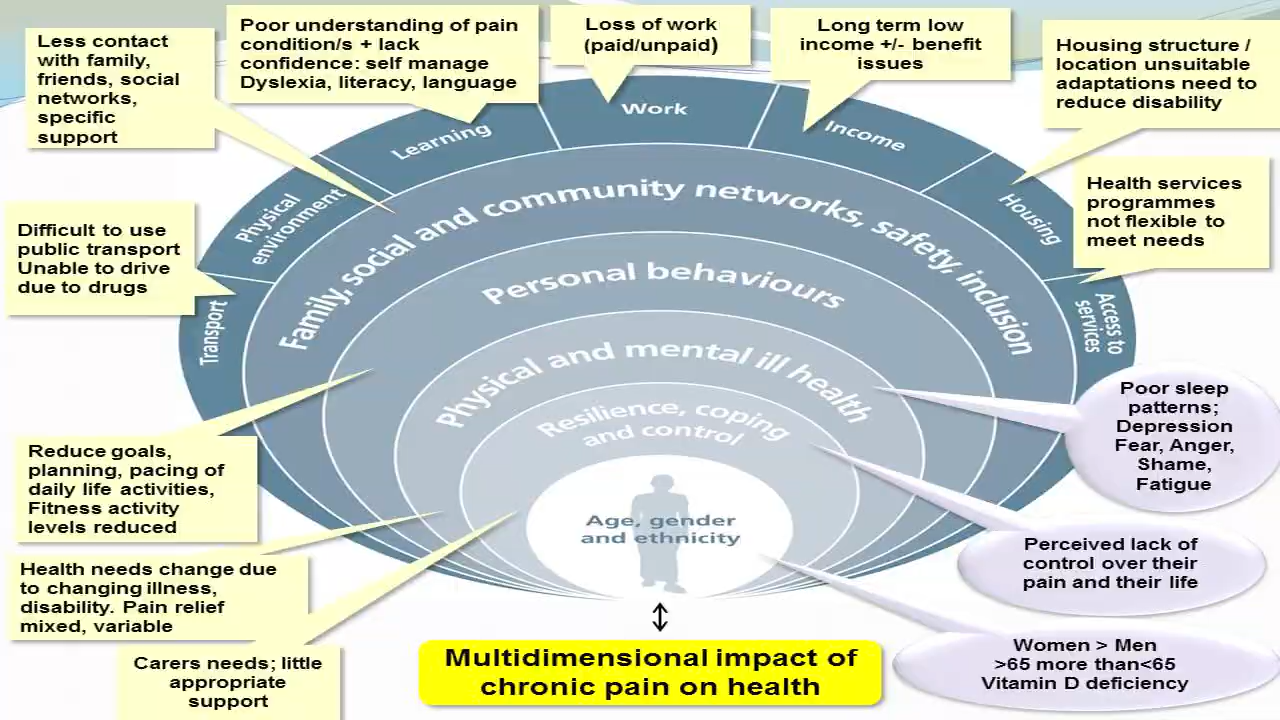 Less contact
with family,
friends, social
networks,
specific
support
Poor understanding of pain
condition/s + lack
confidence: self manage
Dyslexia, literacy, language
Loss of work
(paid/unpaid)
Long term low
income +/- benefit
issues
Housing structure /
location unsuitable
adaptations need to
reduce disability
Health services
programmes
not flexible to
meet needs
Difficult to use
public transport
Unable to drive
due to drugs
Transport
Physical
environment
Learning
Work
Income
Housing
Access to
services
Family, social and community networks, safety, inclusion
Personal behaviours
Physical and mental ill health
Resilience, coping
and control
Age, gender
and ethnicity
Poor sleep
patterns;
Depression
Fear, Anger,
Shame,
Fatigue
Reduce goals,
planning, pacing of
daily life activities,
Fitness activity
levels reduced
Perceived lack of
control over their
pain and their life
Health needs change due
to changing illness,
disability. Pain relief
mixed, variable
Women > Men
>65 more than<65
Vitamin D deficiency
Carers needs; little
appropriate
support
Multidimensional impact of
chronic pain on health